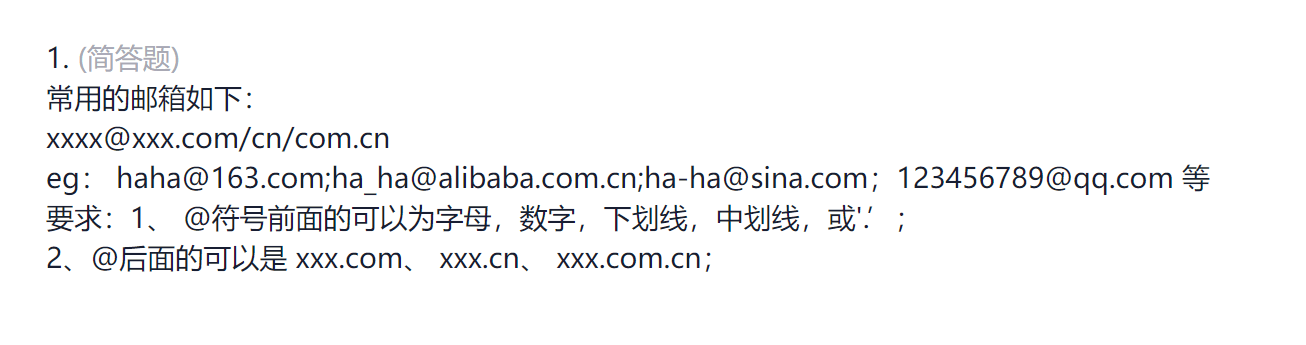 1. (简答题)
常用的邮箱如下：
xxxx@xxx.com/cn/com.cn
eg： haha@163.com;ha_ha@alibaba.com.cn;ha-ha@sina.com；123456789@qq.com 等
要求：1、 @符号前面的可以为字母，数字，下划线，中划线，或'.’ ；
2、@后面的可以是 xxx.com、 xxx.cn、 xxx.com.cn；